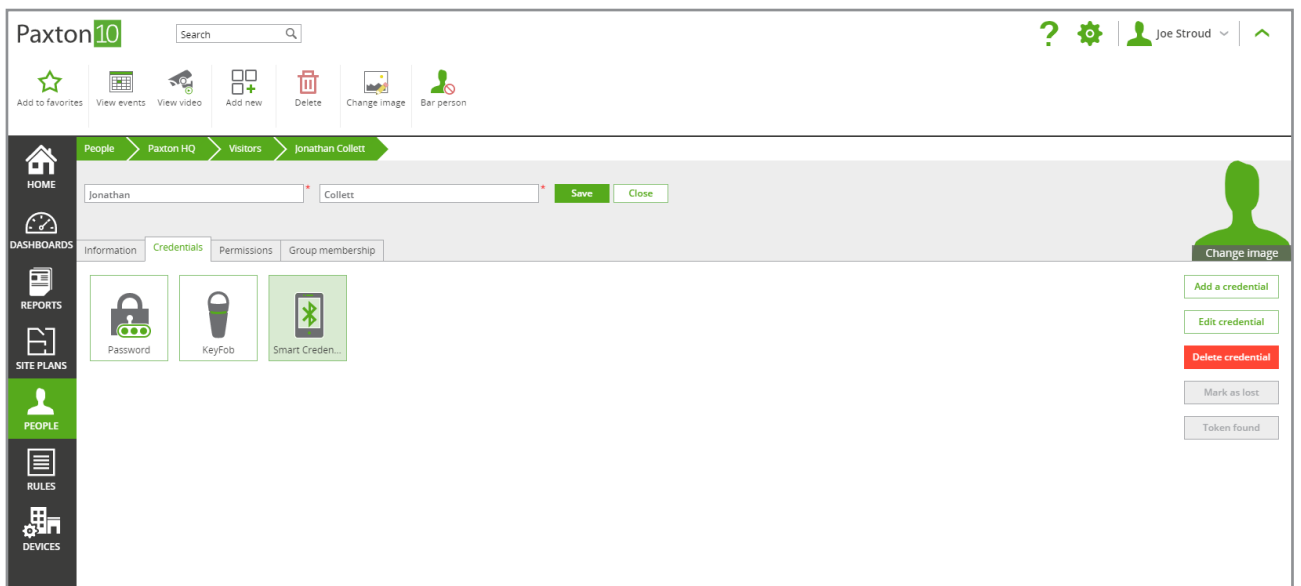 Paxton10
Search
Joe Stroud
Add to favorites
View events
View video
Add new
Delete
Change image
Bar person
HOME
DASHBOARDS
REPORTS
SITE PLANS
PEOPLE
RULES
DEVICES
People
Paxton HQ
Visitors
Jonathan Collett
Jonathan
*
Collett
*
Save
Close
Change image
Information
Credentials
Permissions
Group membership
Password
KeyFob
Smart Creden...
Add a credential
Edit credential
Delete credential
Mark as lost
Token found